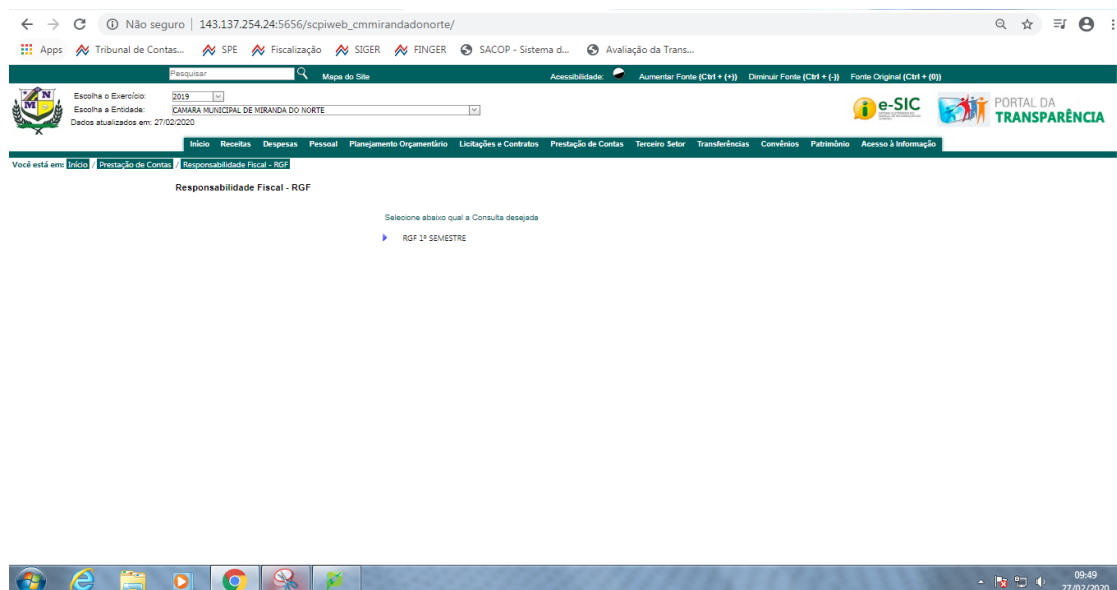 Não seguro | 143.137.254.24:5656/scpiweb_cmmirandadonorte/
Apps Tribunal de Contas... SPE Fiscalização SIGER FINGER SACOP - Sistema d... Avaliação da Trans...
Pesquisar Mapa do Site Acessibilidade: Aumentar Fonte (Ctrl + (+)) Diminuir Fonte (Ctrl + (-)) Fonte Original (Ctrl + (0))
Escolha o Exercício: 2019
Escolha a Entidade: CAMARA MUNICIPAL DE MIRANDA DO NORTE
Dados atualizados em: 27/02/2020
M N
e-SIC
PORTAL DA
TRANSPARÊNCIA
Início Receitas Despesas Pessoal Planejamento Orçamentário Licitações e Contratos Prestação de Contas Terceiro Setor Transferências Convênios Patrimônio Acesso à Informação
Você está em: Início / Prestação de Contas / Responsabilidade Fiscal - RGF
Responsabilidade Fiscal - RGF
Selecione abaixo qual a Consulta desejada
RGF 1º SEMESTRE
09:49
27/02/2020